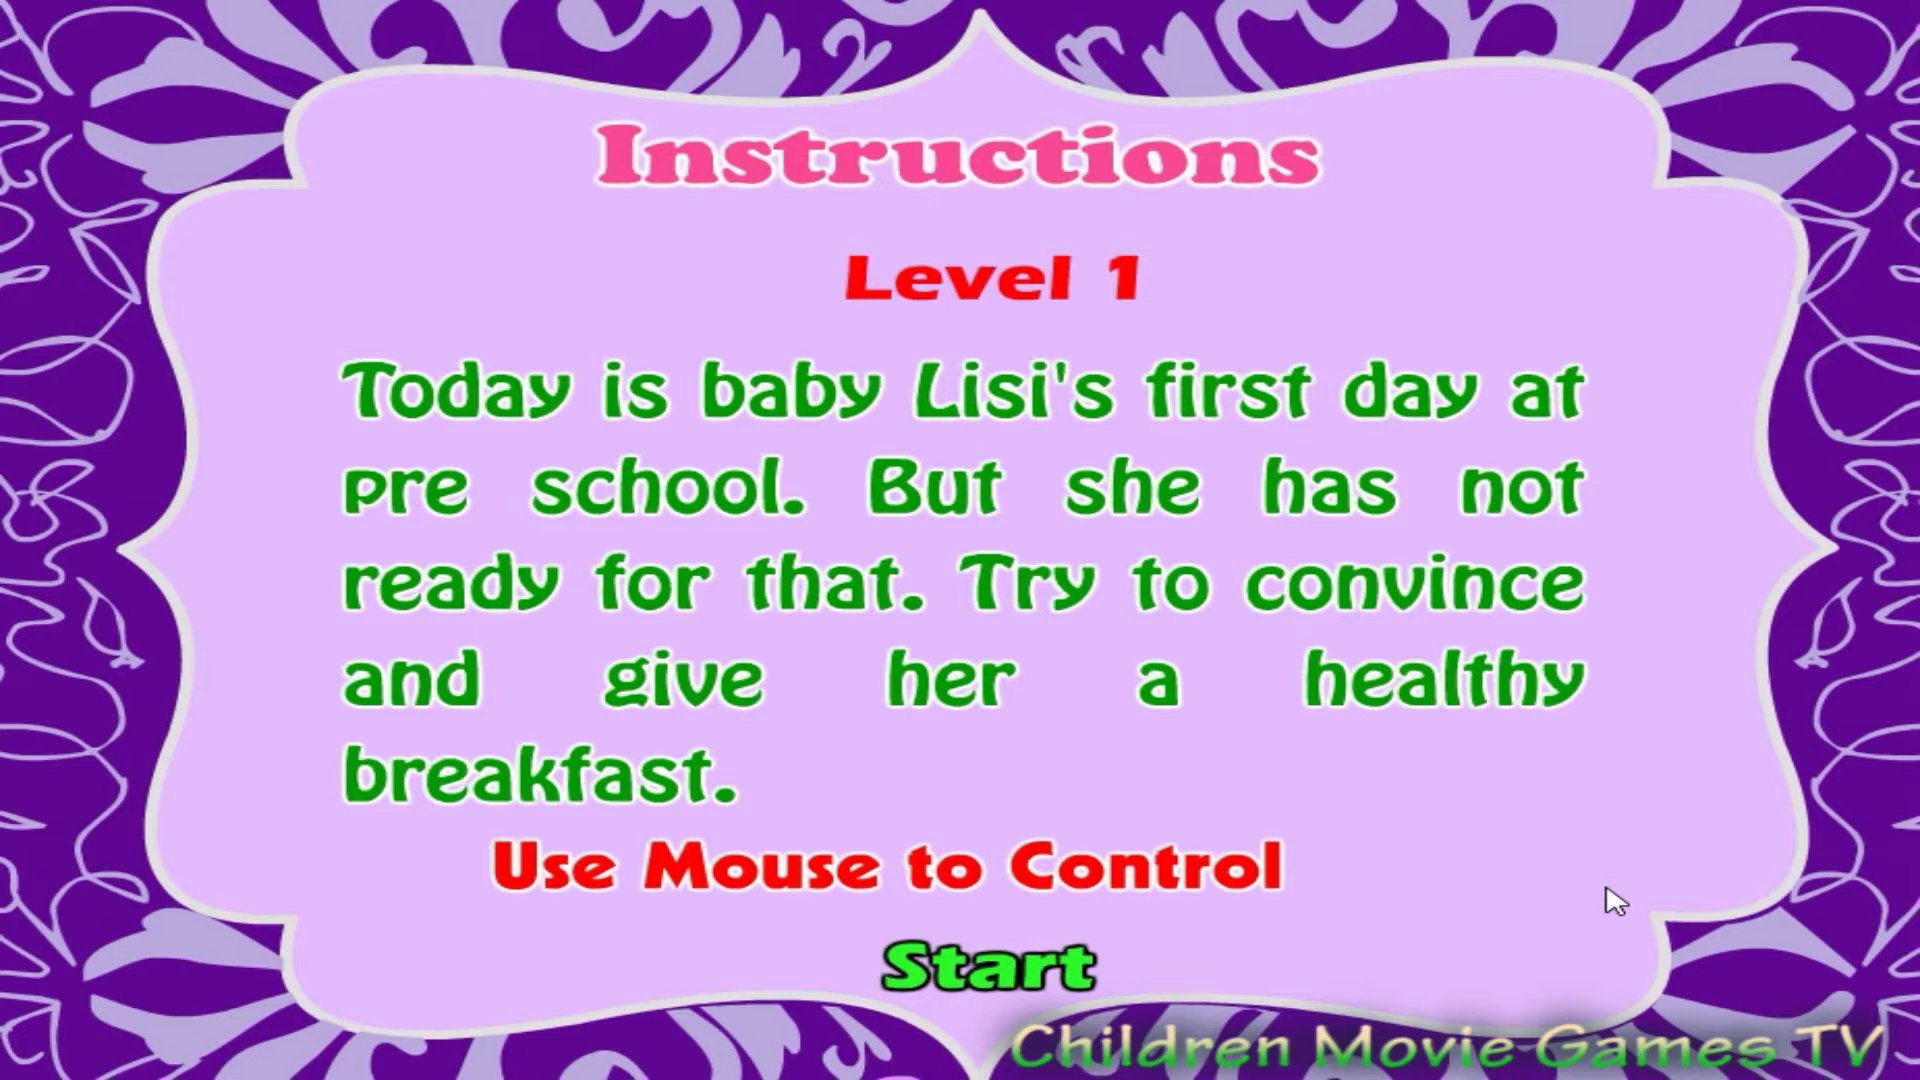 Instructions
Level 1
Today is baby Lisi's first day at
pre school. But she has not
ready for that. Try to convince
and give her a healthy
breakfast.
Use Mouse to Control
Start
Children Movie Games TV